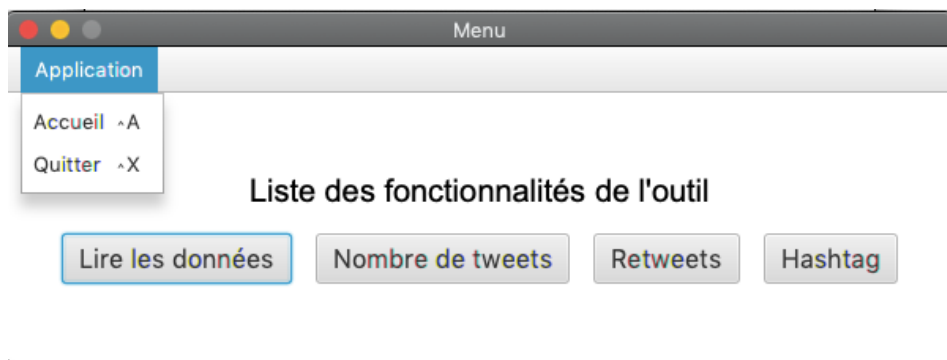 Menu
Application
Accueil ^A
Quitter ^X
Liste des fonctionnalités de l'outil
Lire les données Nombre de tweets Retweets Hashtag